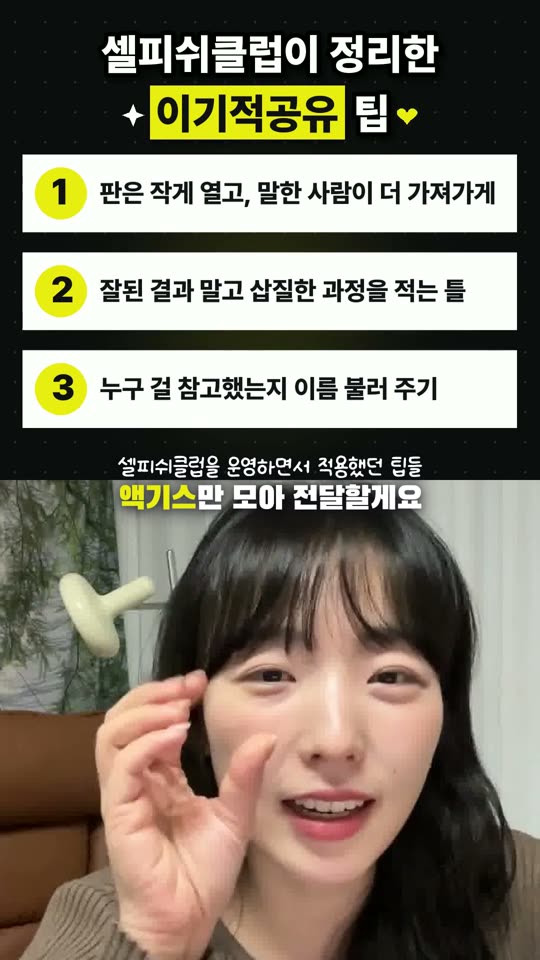 셀피쉬클럽이 정리한
이기적공유 팁
1 판은 작게 열고, 말한 사람이 더 가져가게
2 잘된 결과 말고 삽질한 과정을 적는 틀
3 누구 걸 참고했는지 이름 불러 주기
셀피쉬클럽을 운영하면서 적용했던 팁들
액기스만 모아 전달할게요